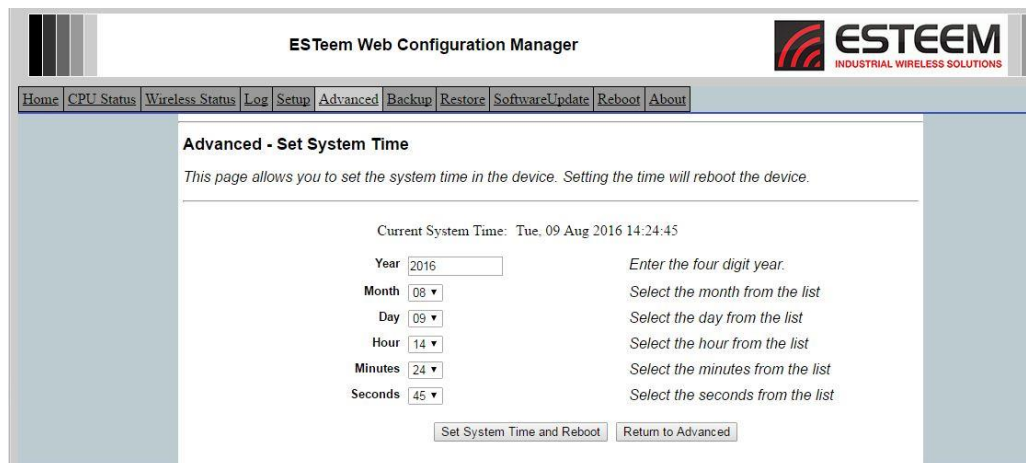 ESTeem Web Configuration Manager
ESTEEM
INDUSTRIAL WIRELESS SOLUTIONS
Home CPU Status Wireless Status Log Setup Advanced Backup Restore SoftwareUpdate Reboot About
Advanced - Set System Time
This page allows you to set the system time in the device. Setting the time will reboot the device.
Current System Time: Tue, 09 Aug 2016 14:24:45
Year 2016 Enter the four digit year.
Month 08 Select the month from the list
Day 09 Select the day from the list
Hour 14 Select the hour from the list
Minutes 24 Select the minutes from the list
Seconds 45 Select the seconds from the list
Set System Time and Reboot Return to Advanced